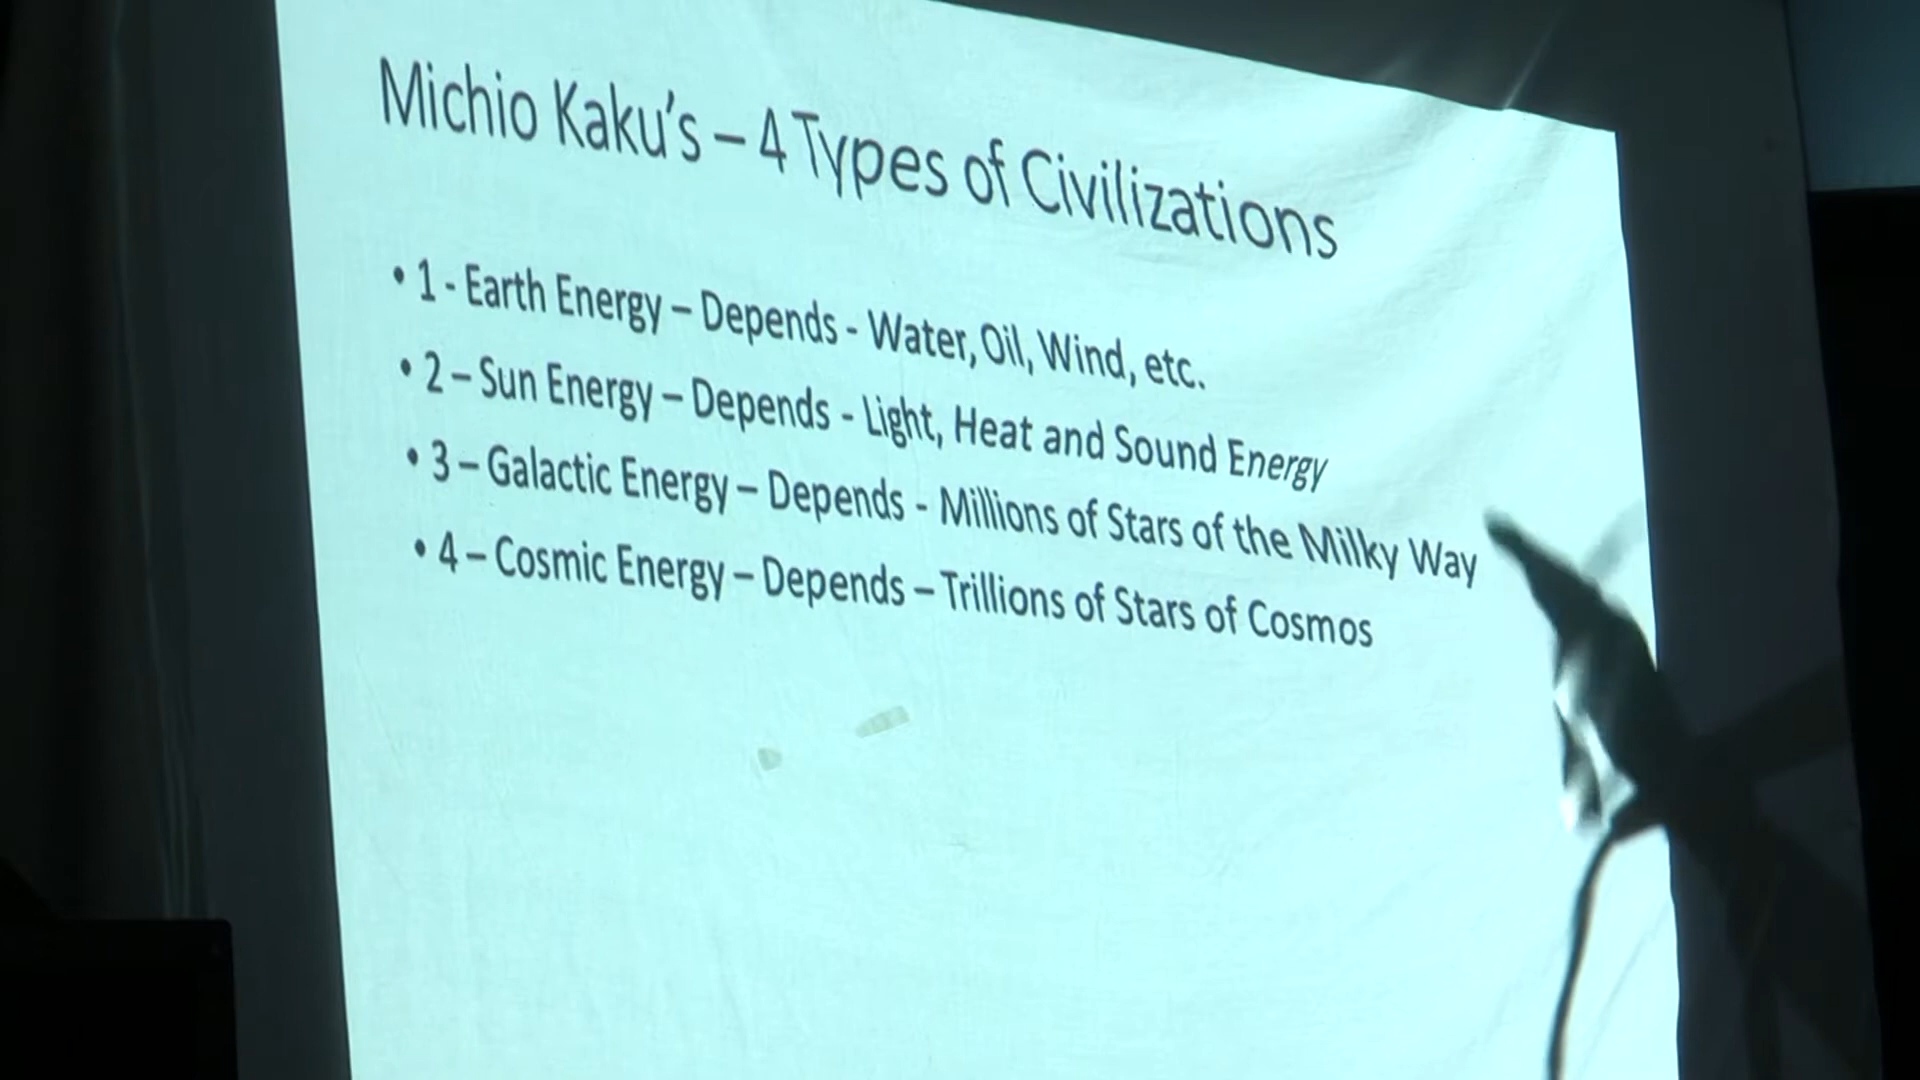 Michio Kaku's – 4 Types of Civilizations
• 1 - Earth Energy – Depends - Water, Oil, Wind, etc.
• 2 – Sun Energy – Depends - Light, Heat and Sound Energy
• 3 – Galactic Energy – Depends - Millions of Stars of the Milky Way
• 4 – Cosmic Energy – Depends – Trillions of Stars of Cosmos